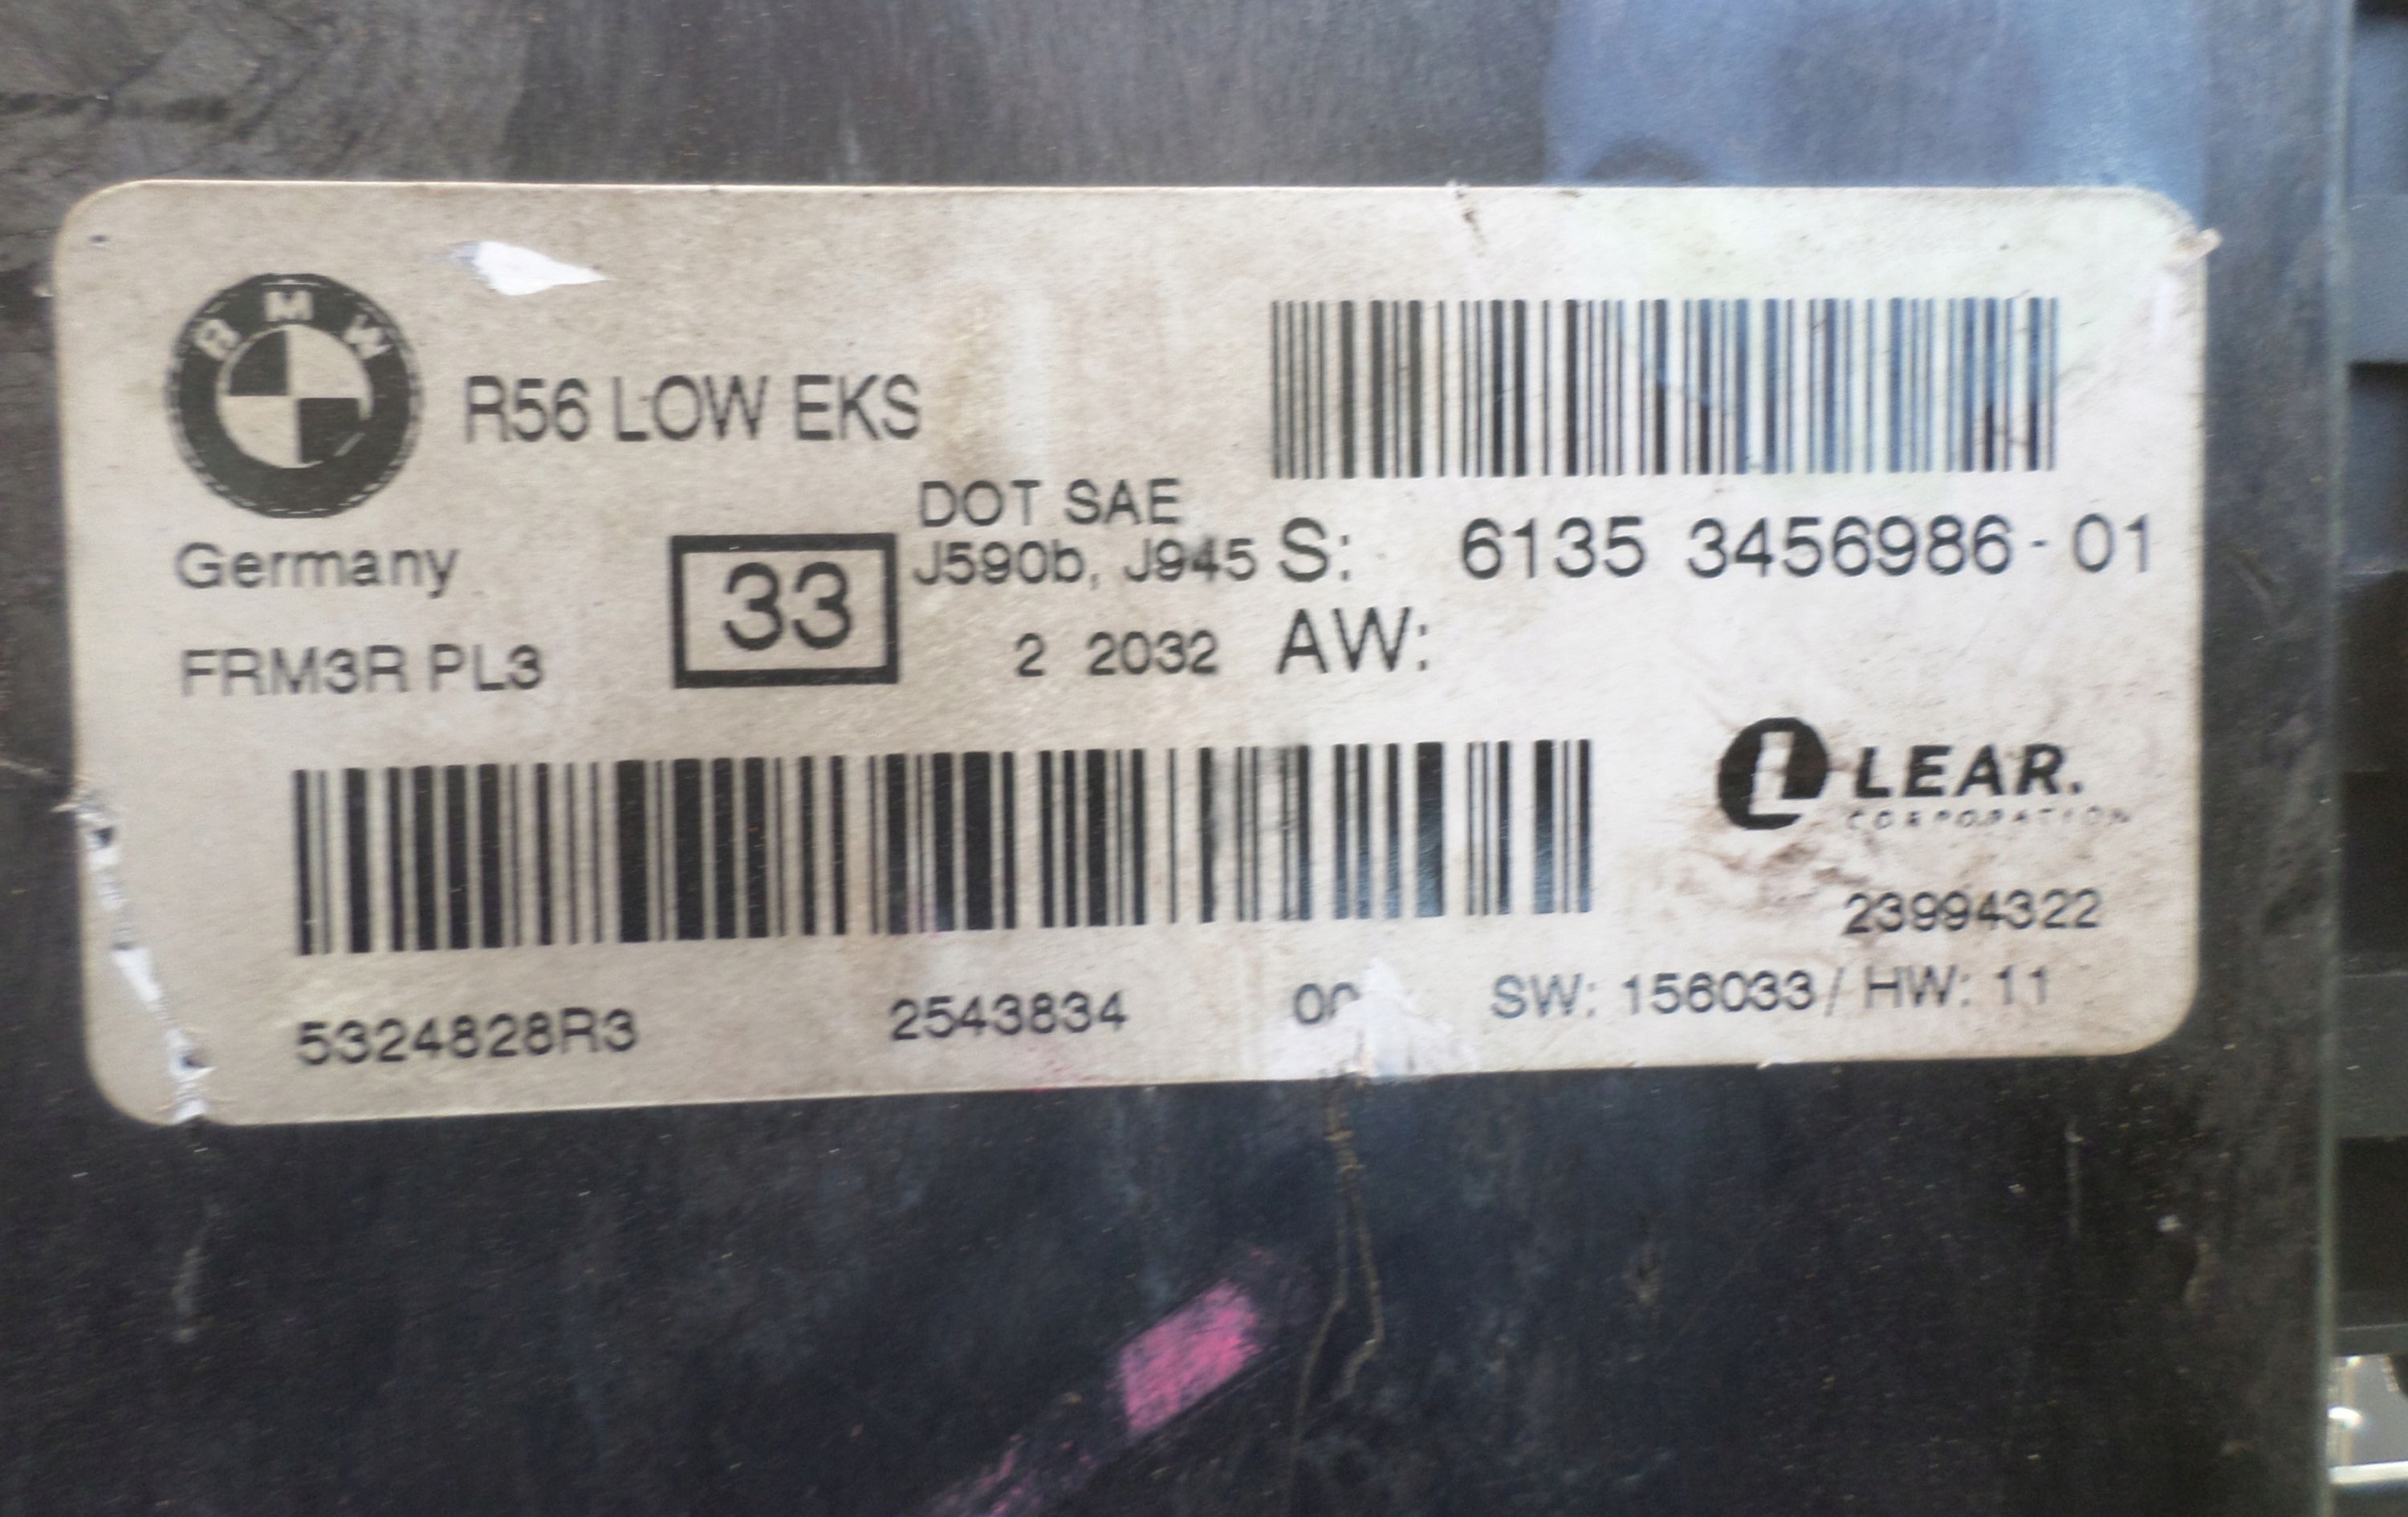 BMW
R56 LOW EKS
DOT SAE
Germany
33
J590b, J945
S: 6135 3456986-01
FRM3R PL3
2 2032
AW:
LEAR.
CORPORATION
23994322
5324828R3 2543834 SW: 156033 / HW: 11